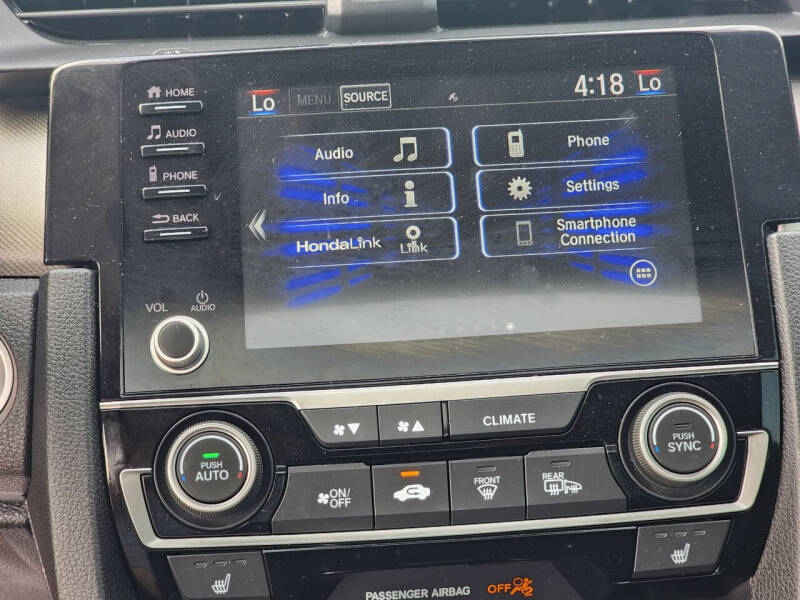 HOME
AUDIO
PHONE
BACK
VOL
AUDIO
Lo
MENU
SOURCE
4:18
Lo
Audio
Phone
Info
Settings
HondaLink
Link
Smartphone
Connection
CLIMATE
PUSH
AUTO
PUSH
SYNC
ON/
OFF
FRONT
REAR
PASSENGER AIRBAG
OFF